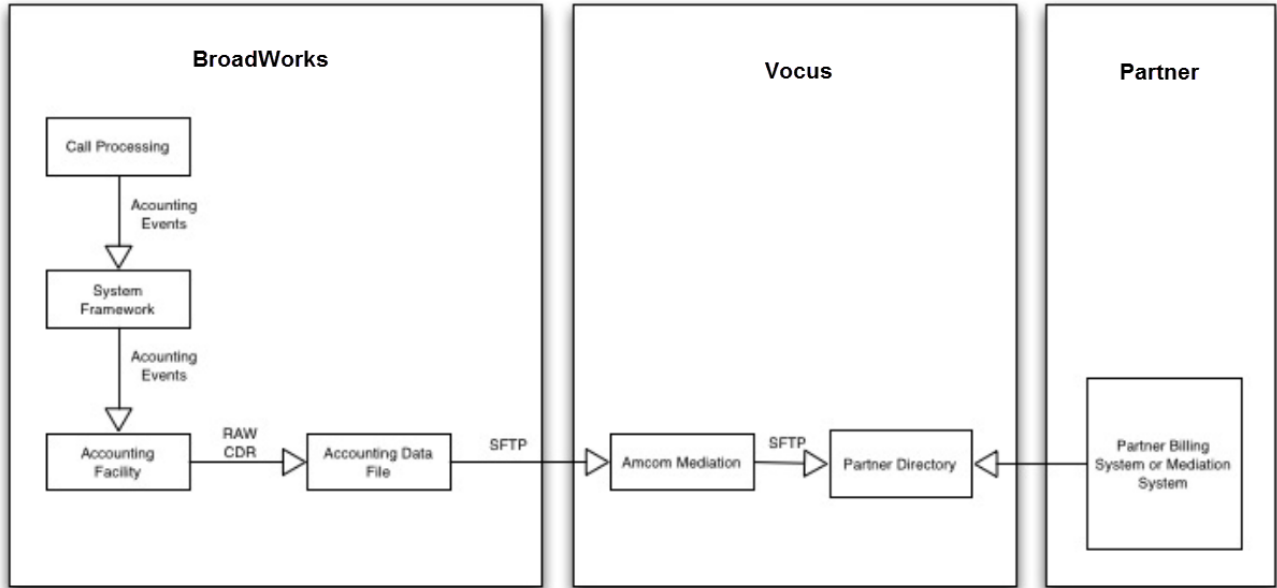 BroadWorks
Call Processing
Acounting
Events
System
Framework
Acounting
Events
Accounting
Facility
RAW
CDR
Accounting Data
File
SFTP
Vocus
Amcom Mediation
SFTP
Partner Directory
Partner
Partner Billing
System or Mediation
System